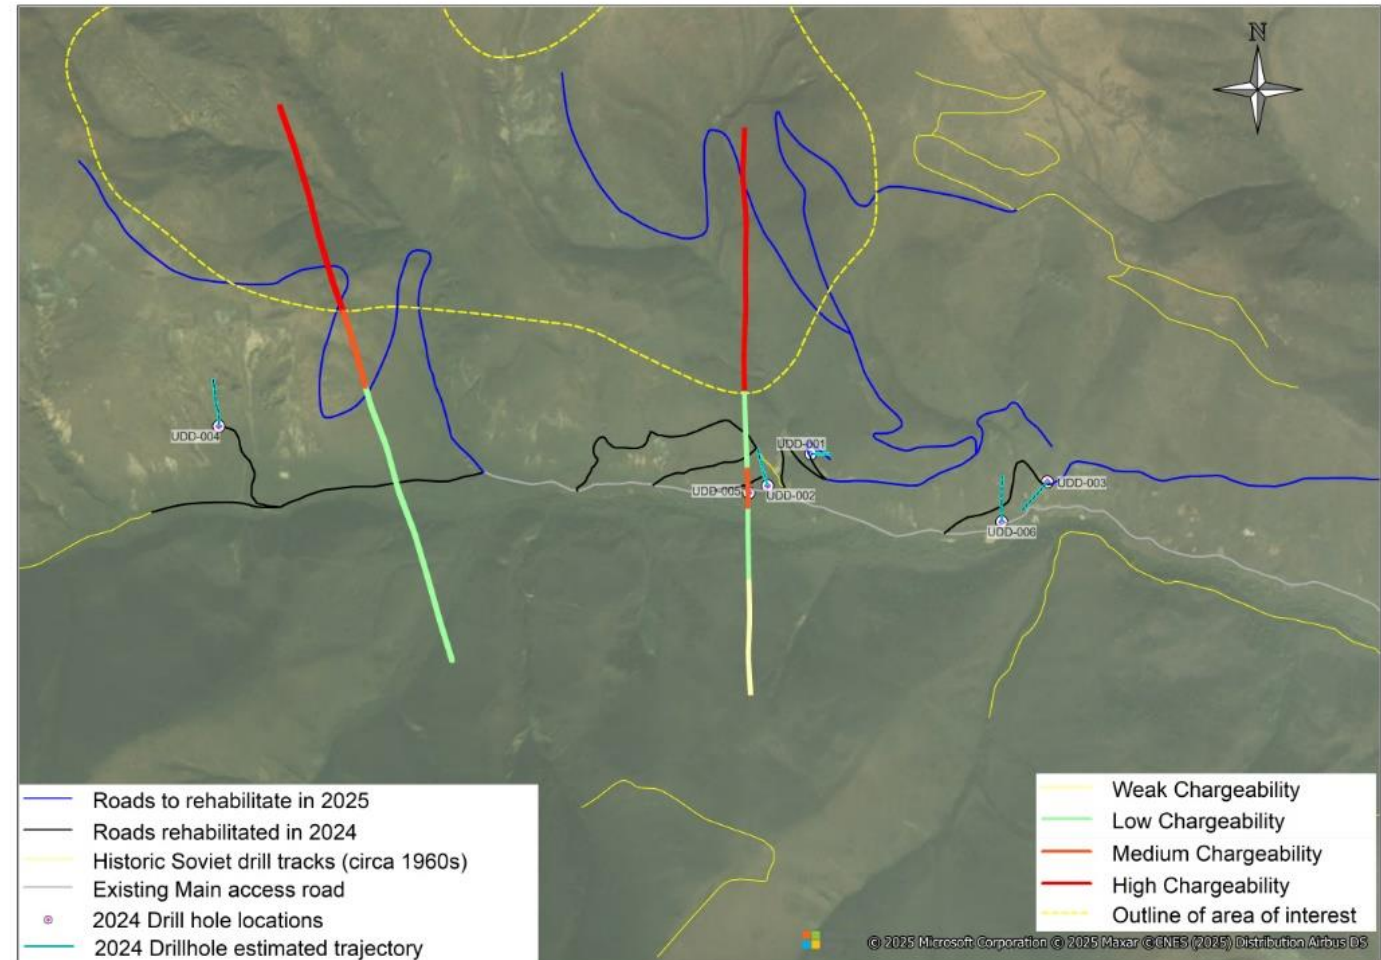 N
UDD-004
UDD-001
UDD-005
UDD-002
UDD-003
UDD-006
Roads to rehabilitate in 2025
Roads rehabilitated in 2024
Historic Soviet drill tracks (circa 1960s)
Existing Main access road
2024 Drill hole locations
2024 Drillhole estimated trajectory
Weak Chargeability
Low Chargeability
Medium Chargeability
High Chargeability
Outline of area of interest
© 2025 Microsoft Corporation © 2025 Maxar ©CNES (2025) Distribution Airbus DS